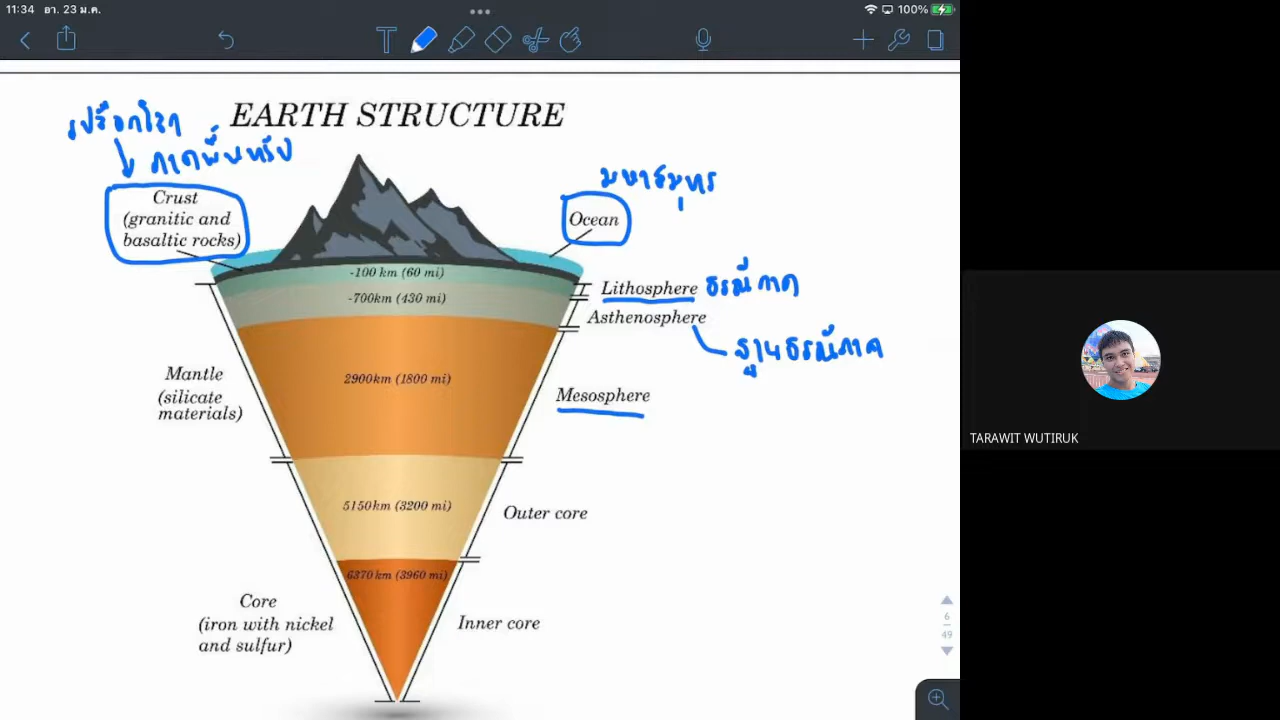 11:34 อา. 23 ม.ค.
100%
EARTH STRUCTURE
เปลือกโลก
ภาคพื้นทวีป
Crust
(granitic and
basaltic rocks)
มหาสมุทร
Ocean
-100 km (60 mi)
-700km (430 mi)
Lithosphere ธรณีภาค
Asthenosphere
ฐานธรณีภาค
Mantle
(silicate
materials)
2900km (1800 mi)
Mesosphere
5150km (3200 mi)
Outer core
6370km (3960 mi)
Core
(iron with nickel
and sulfur)
Inner core
6
49
TARAWIT WUTIRUK